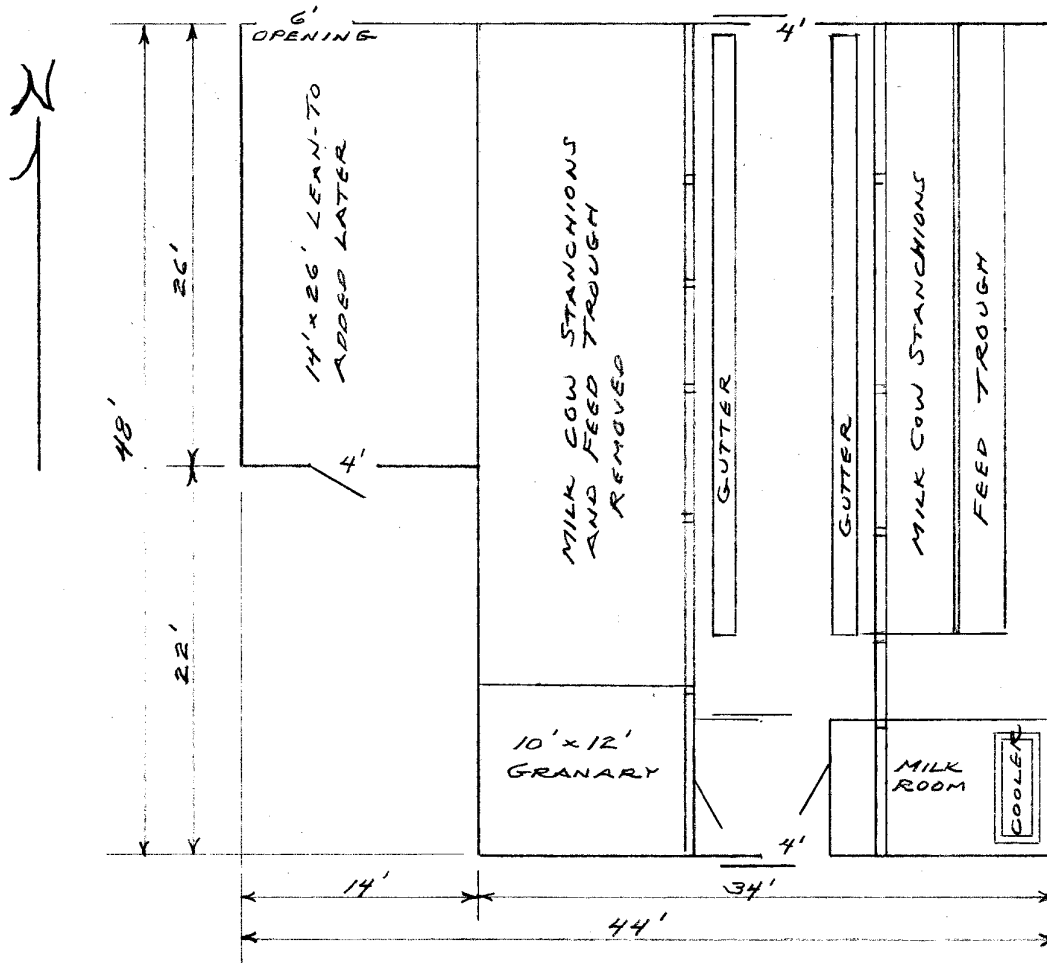 6'
OPENING
4'
N
14' x 26' LEAN-TO
ADDED LATER
MILK COW STANCHIONS
AND FEED TROUGH
REMOVED
GUTTER
GUTTER
MILK COW STANCHIONS
FEED TROUGH
26'
48'
4'
22'
10' x 12'
GRANARY
MILK
ROOM
COOLER
4'
14'
34'
44'